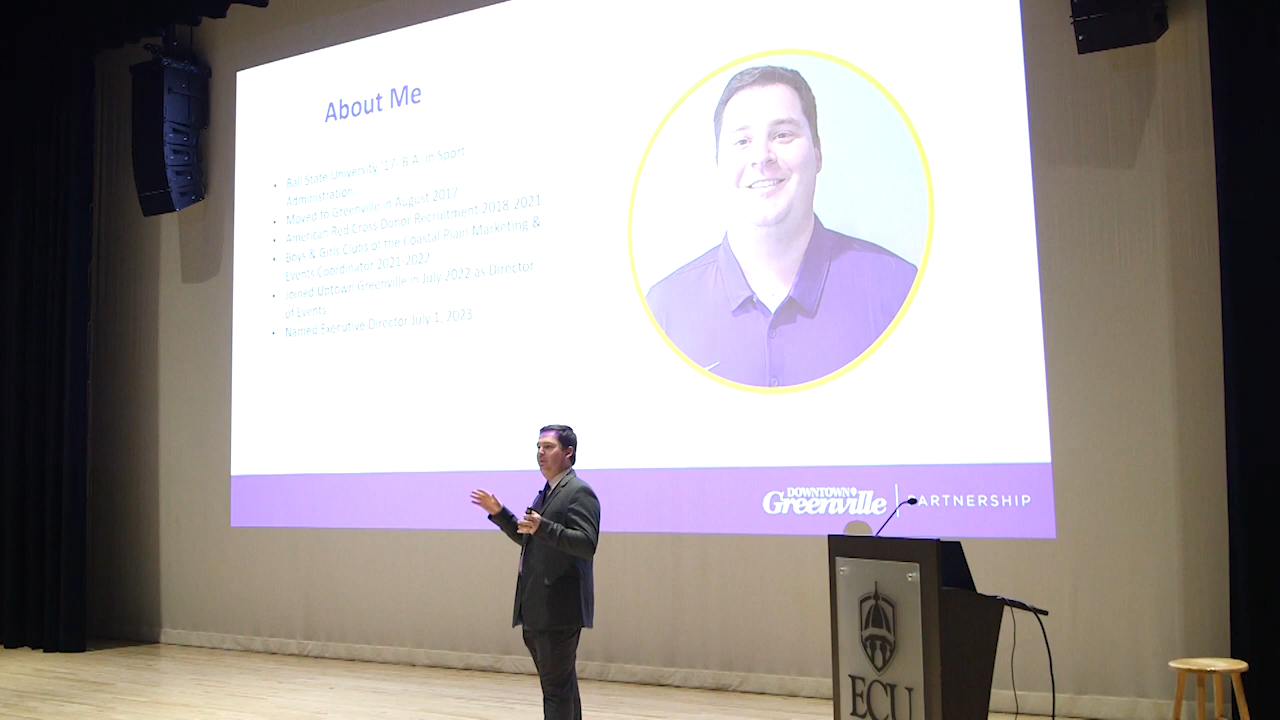 About Me
• Ball State University '17- B.A. in Sport
Administration
• Moved to Greenville in August 2017
• American Red Cross Donor Recruitment 2018-2021
• Boys & Girls Clubs of the Coastal Plain Marketing &
Events Coordinator 2021-2022
• Joined Uptown Greenville in July 2022 as Director
of Events
• Named Executive Director July 1, 2023
DOWNTOWN
Greenville
PARTNERSHIP
ECU